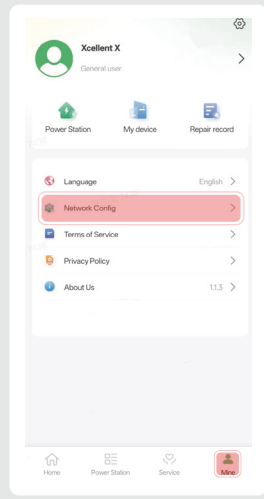 Xcellent X
General user
Power Station
My device
Repair record
Language English
Network Config
Terms of Service
Privacy Policy
About Us 1.1.3
Home
Power Station
Service
Mine